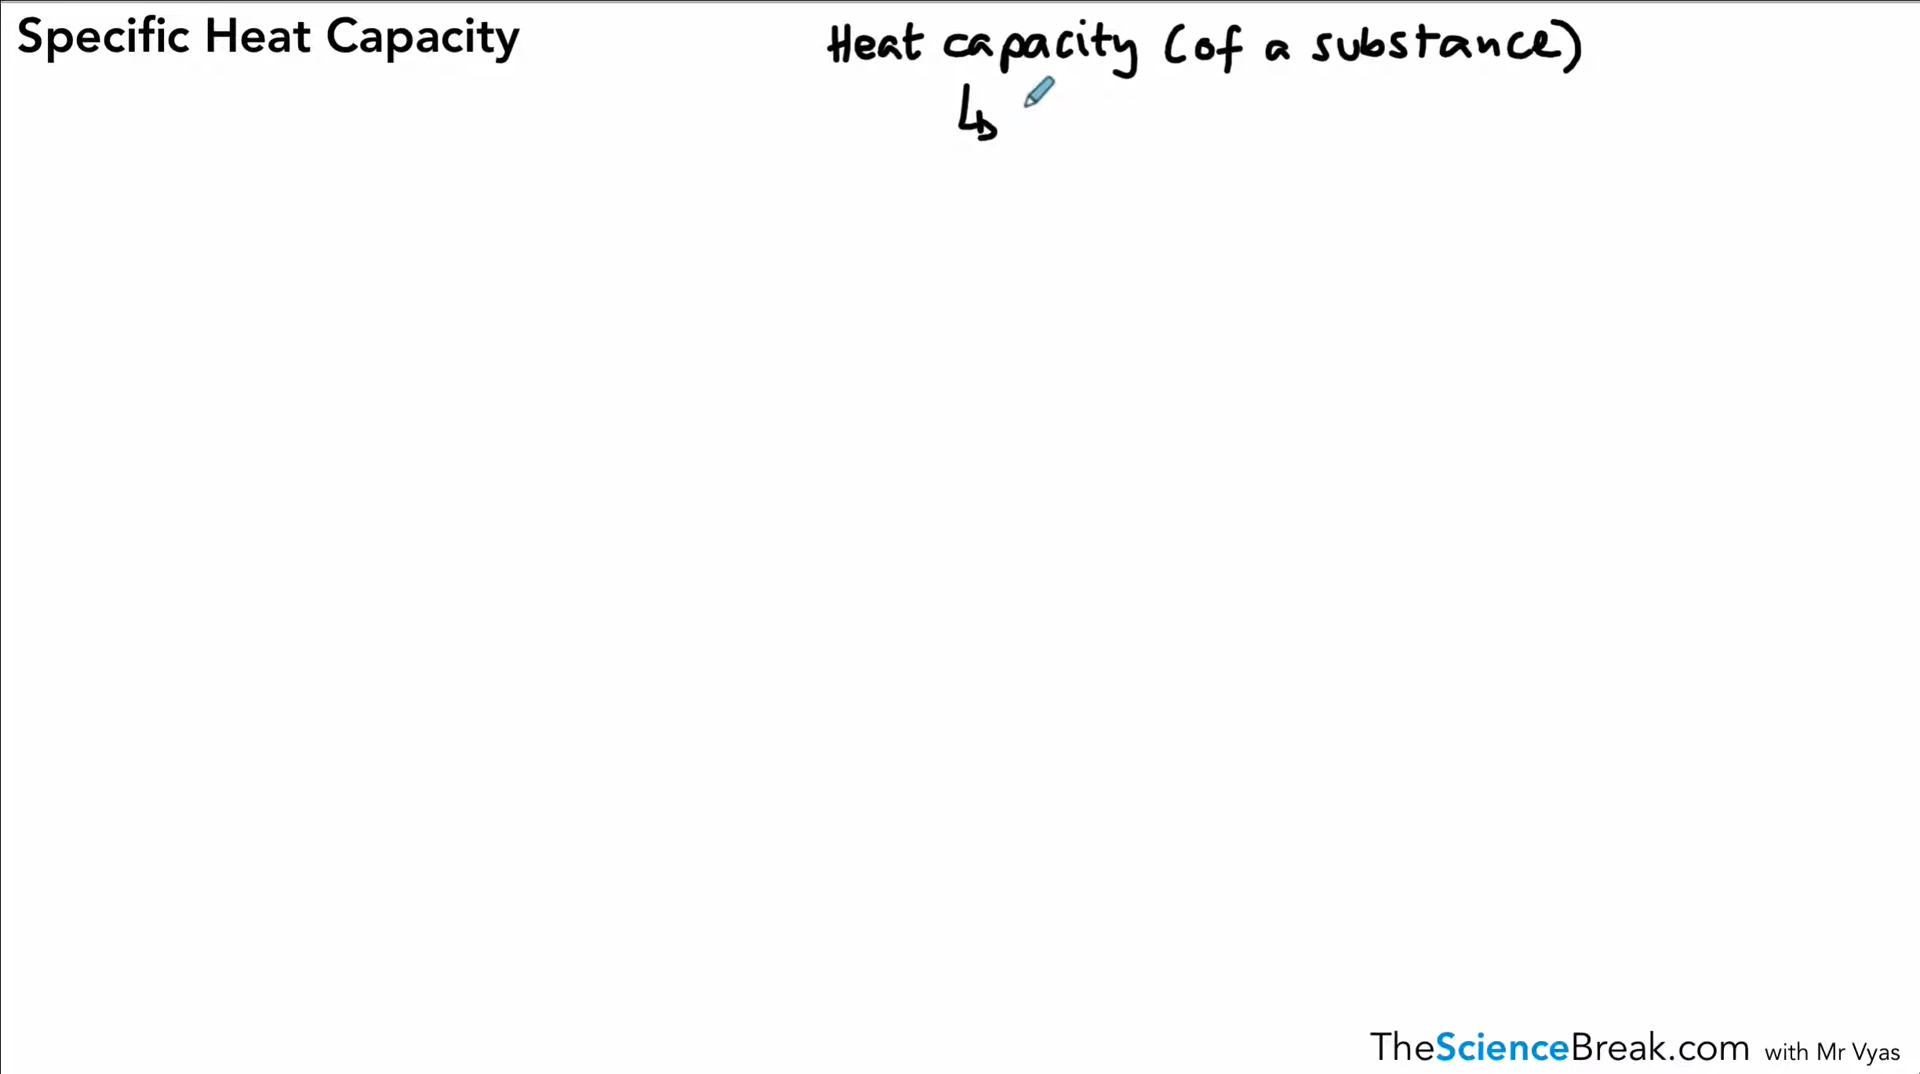 Specific Heat Capacity
Heat capacity (of a substance)
↳
TheScienceBreak.com with Mr Vyas